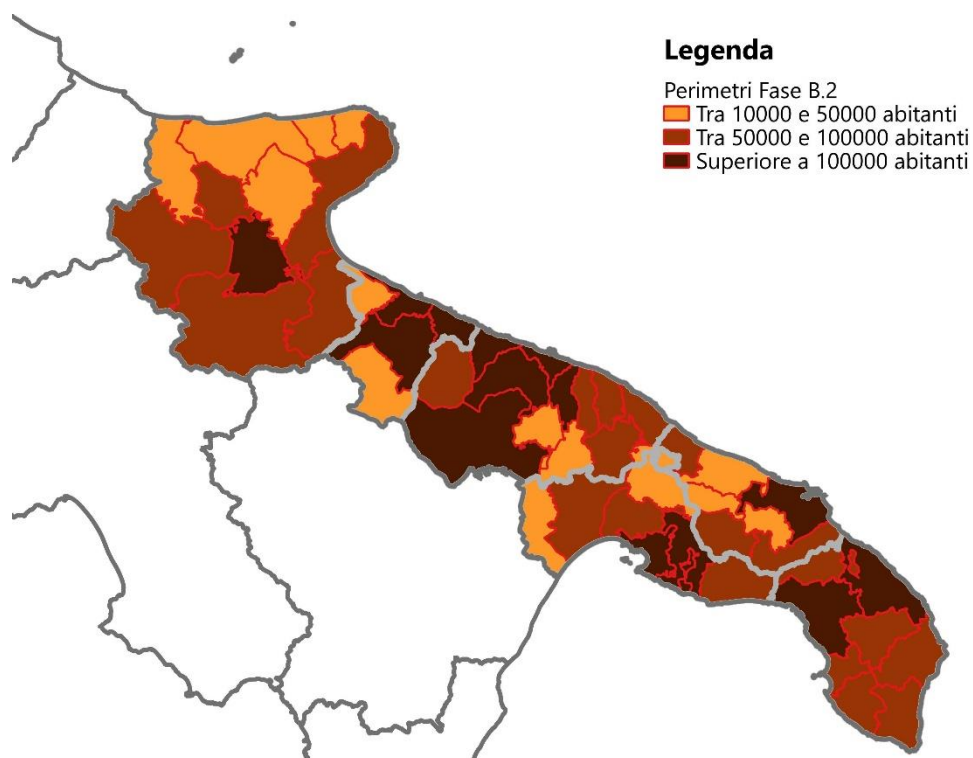 Legenda
Perimetri Fase B.2
Tra 10000 e 50000 abitanti
Tra 50000 e 100000 abitanti
Superiore a 100000 abitanti